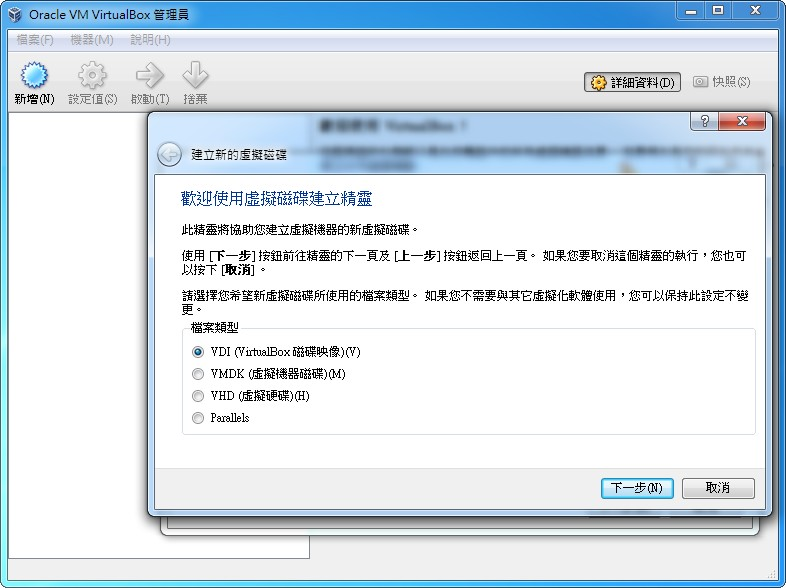 Oracle VM VirtualBox 管理員
檔案(F) 機器(M) 說明(H)
新增(N) 設定值(S) 啟動(T) 捨棄 詳細資料(D) 快照(S)
歡迎使用 VirtualBox！
建立新的虛擬磁碟
歡迎使用虛擬磁碟建立精靈
此精靈將協助您建立虛擬機器的新虛擬磁碟。
使用 [下一步] 按鈕前往精靈的下一頁及 [上一步] 按鈕返回上一頁。 如果您要取消這個精靈的執行，您也可
以按下 [取消] 。
請選擇您希望新虛擬磁碟所使用的檔案類型。 如果您不需要與其它虛擬化軟體使用，您可以保持此設定不變
更。
檔案類型
VDI (VirtualBox 磁碟映像)(V)
VMDK (虛擬機器磁碟)(M)
VHD (虛擬硬碟)(H)
Parallels
下一步(N) 取消